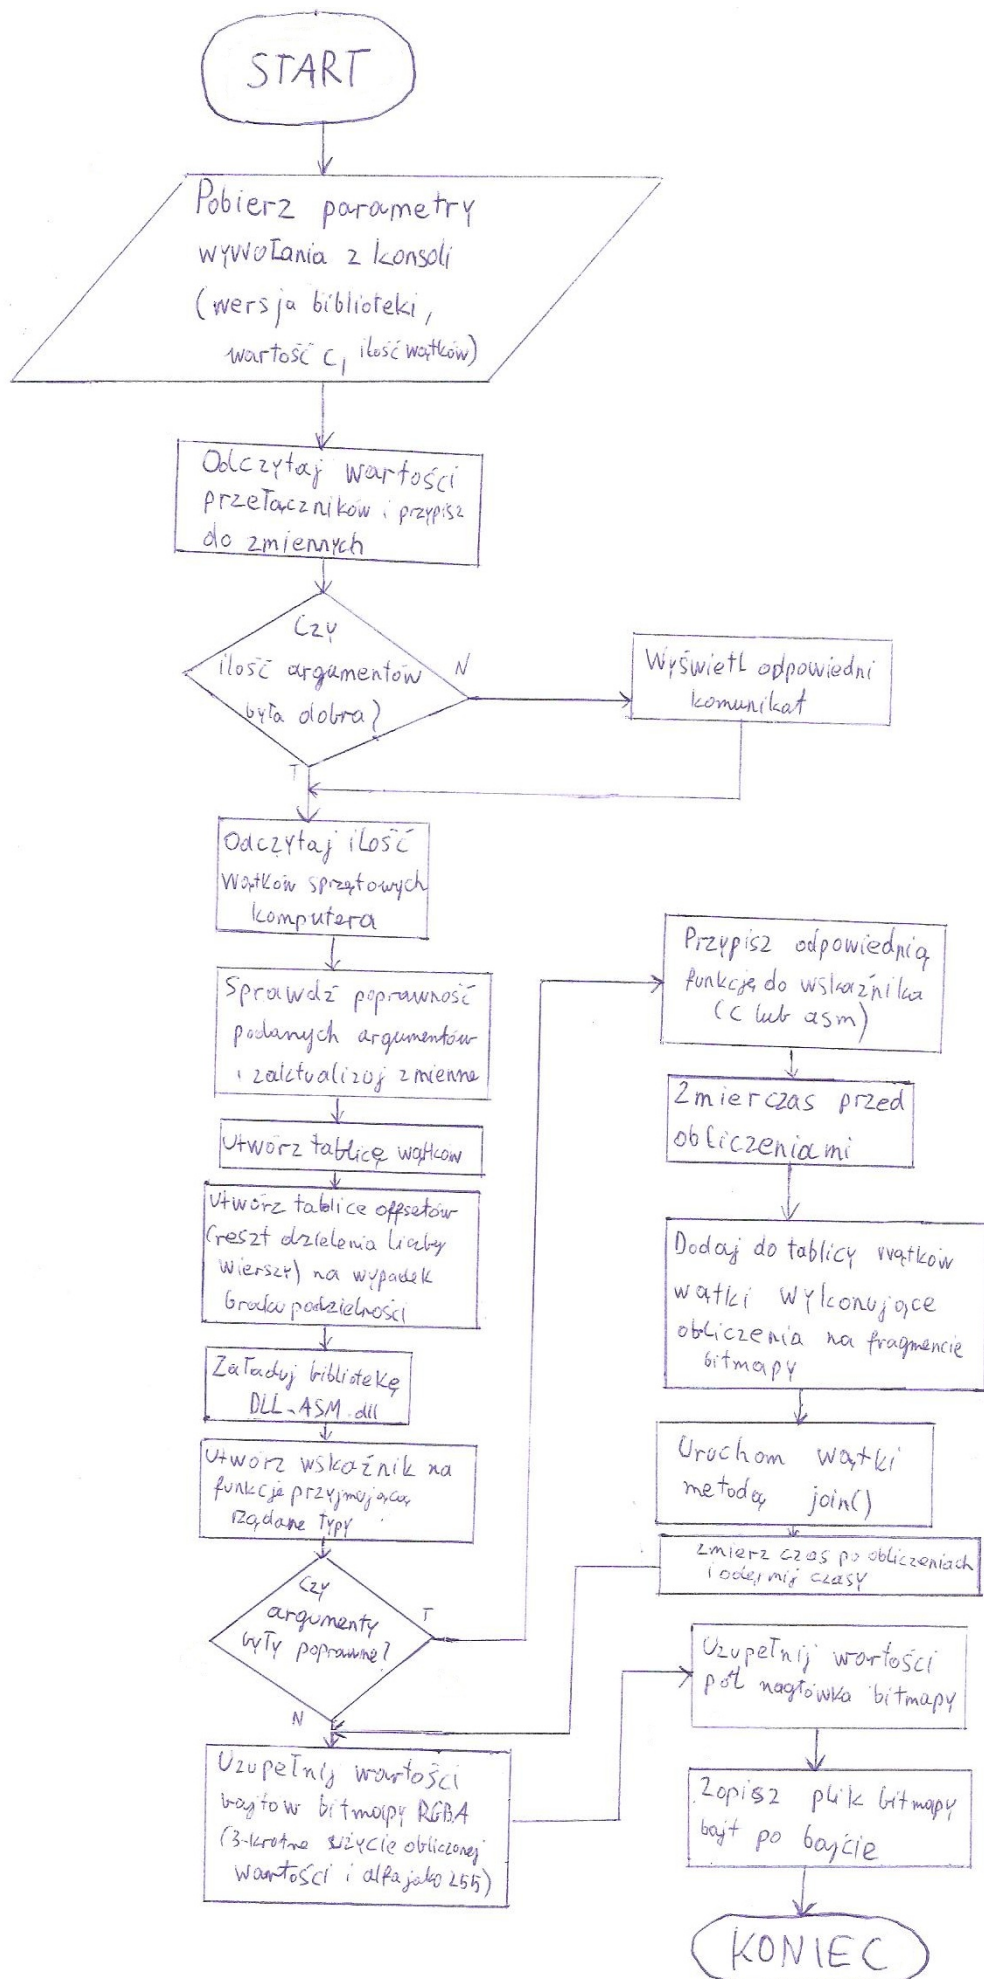 START
Pobierz parametry
wywołania z konsoli
(wersja biblioteki,
wartość c, ilość wątków)
Odczytaj wartości
przełączników i przypisz
do zmiennych
Czy
ilość argumentów
była dobra?
N
Wyświetl odpowiedni
komunikat
T
Odczytaj ilość
wątków sprzętowych
komputera
Sprawdź poprawność
podanych argumentów
i zaktualizuj zmienne
Utwórz tablicę wątków
Utwórz tablice offsetów
(reszt dzielenia liczby
wierszy) na wypadek
braku podzielności
Załaduj bibliotekę
DLL_ASM.dll
Utwórz wskaźnik na
funkcje przyjmującą
rządane typy
Czy
argumenty
były poprawne?
T
N
Przypisz odpowiednią
funkcję do wskaźnika
(C lub asm)
Zmierz czas przed
obliczeniami
Dodaj do tablicy wątków
wątki wykonujące
obliczenia na fragmencie
bitmapy
Uruchom wątki
metodą join()
zmierz czas po obliczeniach
i odejmij czasy
Uzupełnij wartości
bajtów bitmapy RGBA
(3-krotne użycie obliczonej
wartości i alfa jako 255)
Uzupełnij wartości
pól nagłówka bitmapy
Zapisz plik bitmapy
bajt po bajcie
KONIEC